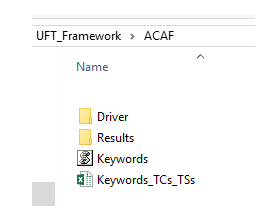 UFT_Framework > ACAF
Name
Driver
Results
Keywords
Keywords_TCs_TSs